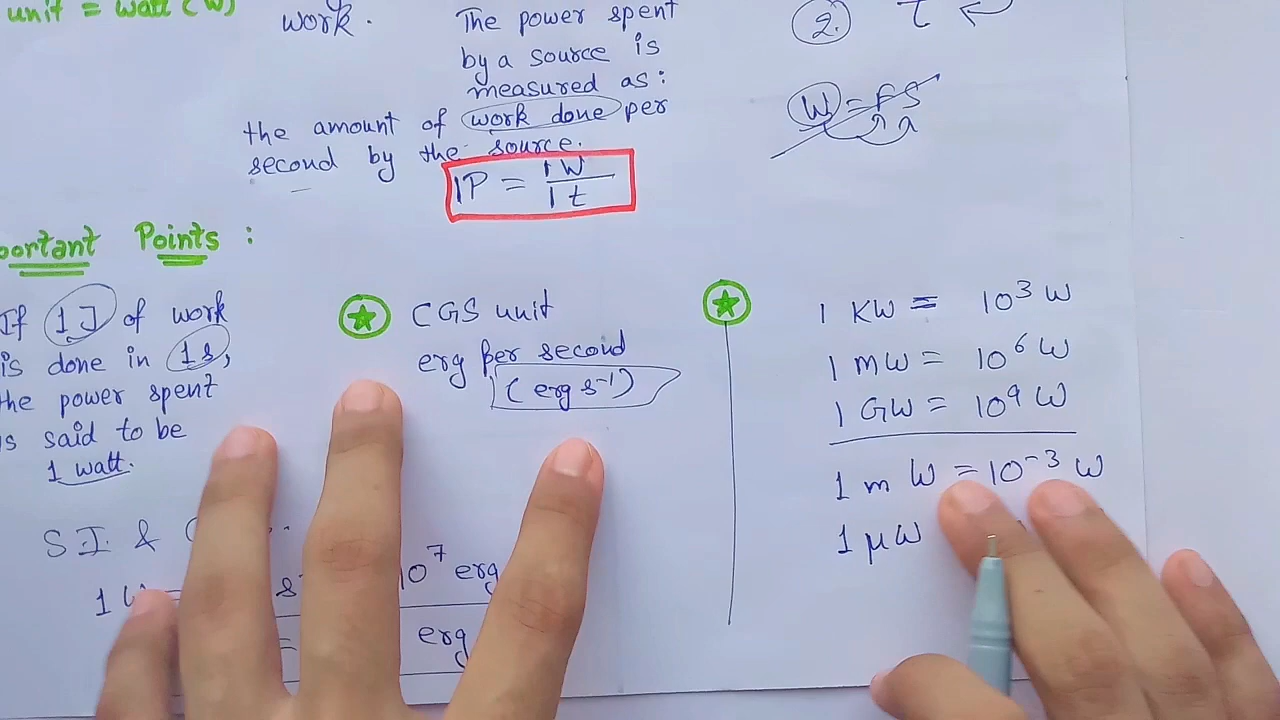 unit = watt (W)
work.
The power spent
by a source is
measured as:
the amount of work done per
second by the source.
1P = 1W / 1t
2. t
W = FS
Points :
If 1J of work
is done in 1s,
the power spent
is said to be
1 watt.
CGS unit
erg per second
(erg s⁻¹)
1 KW = 10³ W
1 mW = 10⁶ W
1 GW = 10⁹ W
1 m W = 10⁻³ W
1 μW
S I &
10⁷ erg
= erg